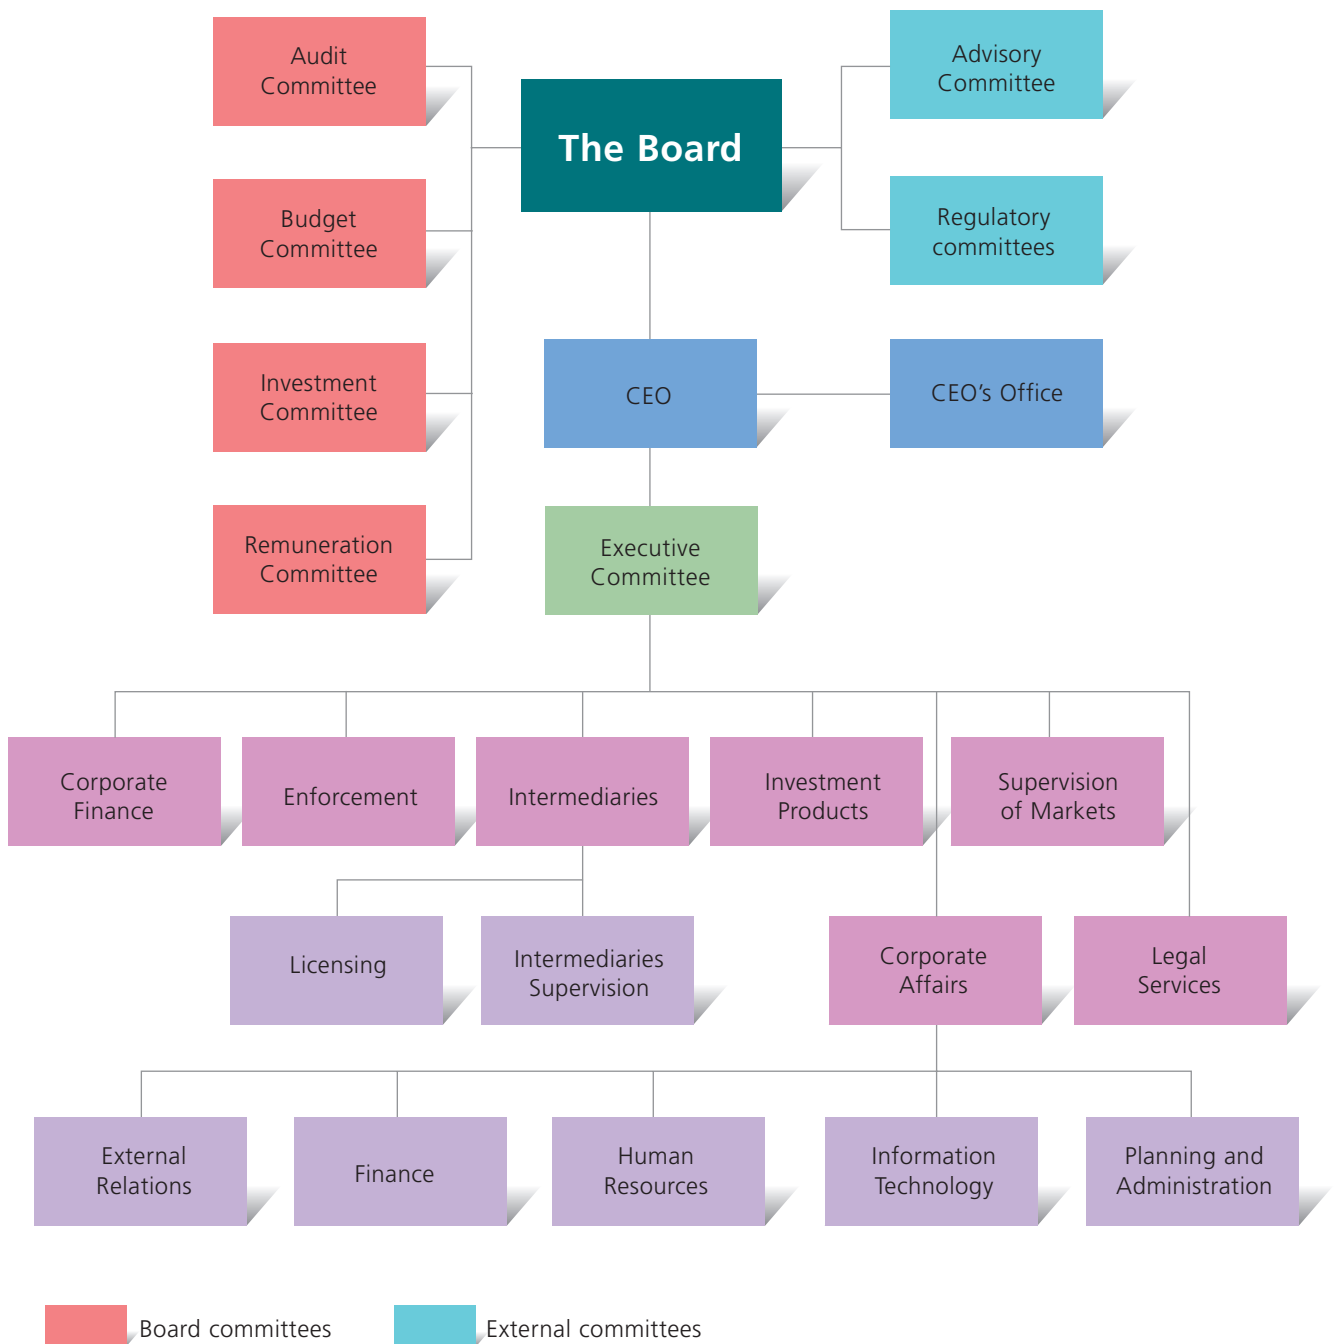 Audit
Committee
Advisory
Committee
The Board
Budget
Committee
Regulatory
committees
Investment
Committee
CEO
CEO's Office
Remuneration
Committee
Executive
Committee
Corporate
Finance
Enforcement
Intermediaries
Investment
Products
Supervision
of Markets
Licensing
Intermediaries
Supervision
Corporate
Affairs
Legal
Services
External
Relations
Finance
Human
Resources
Information
Technology
Planning and
Administration
Board committees
External committees